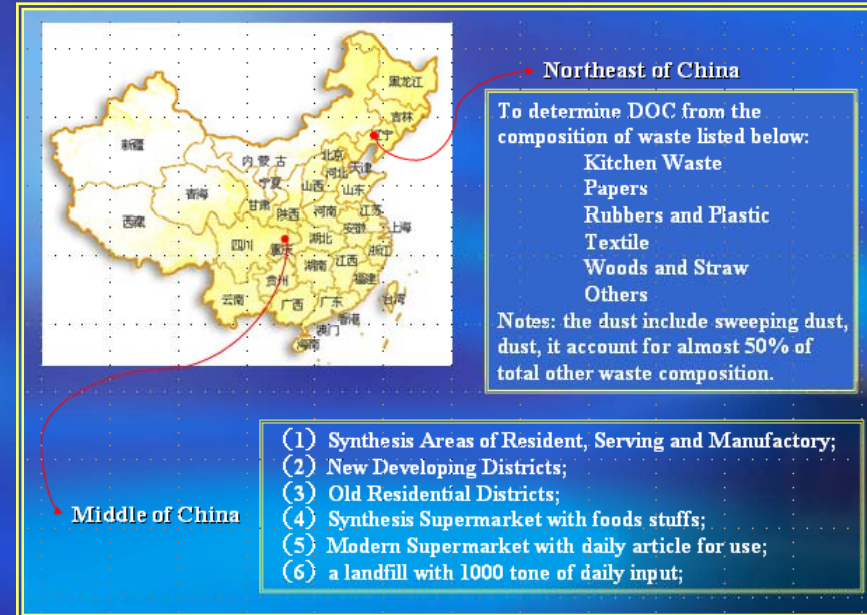 Northeast of China
To determine DOC from the
composition of waste listed below:
Kitchen Waste
Papers
Rubbers and Plastic
Textile
Woods and Straw
Others
Notes: the dust include sweeping dust,
dust, it account for almost 50% of
total other waste composition.
黑龙江
吉林
辽宁
新疆
内 蒙 古
北京
天津
河北
宁夏
山西
山东
青海
甘肃
陕西
河南
江苏
西藏
安徽
上海
四川
重庆
湖北
浙江
湖南
江西
贵州
福建
云南
广西
广东
台湾
香港
澳门
海南
Middle of China
(1) Synthesis Areas of Resident, Serving and Manufactory;
(2) New Developing Districts;
(3) Old Residential Districts;
(4) Synthesis Supermarket with foods stuffs;
(5) Modern Supermarket with daily article for use;
(6) a landfill with 1000 tone of daily input;